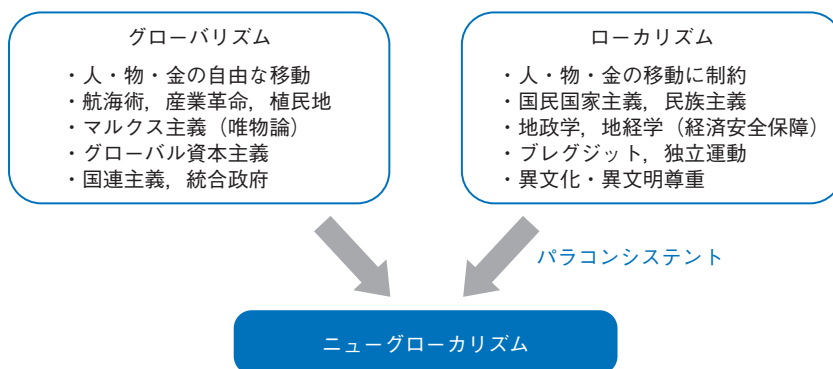 グローバリズム
・人・物・金の自由な移動
・航海術，産業革命，植民地
・マルクス主義（唯物論）
・グローバル資本主義
・国連主義，統合政府
ローカリズム
・人・物・金の移動に制約
・国民国家主義，民族主義
・地政学，地経学（経済安全保障）
・ブレグジット，独立運動
・異文化・異文明尊重
パラコンシステント
ニューグローカリズム